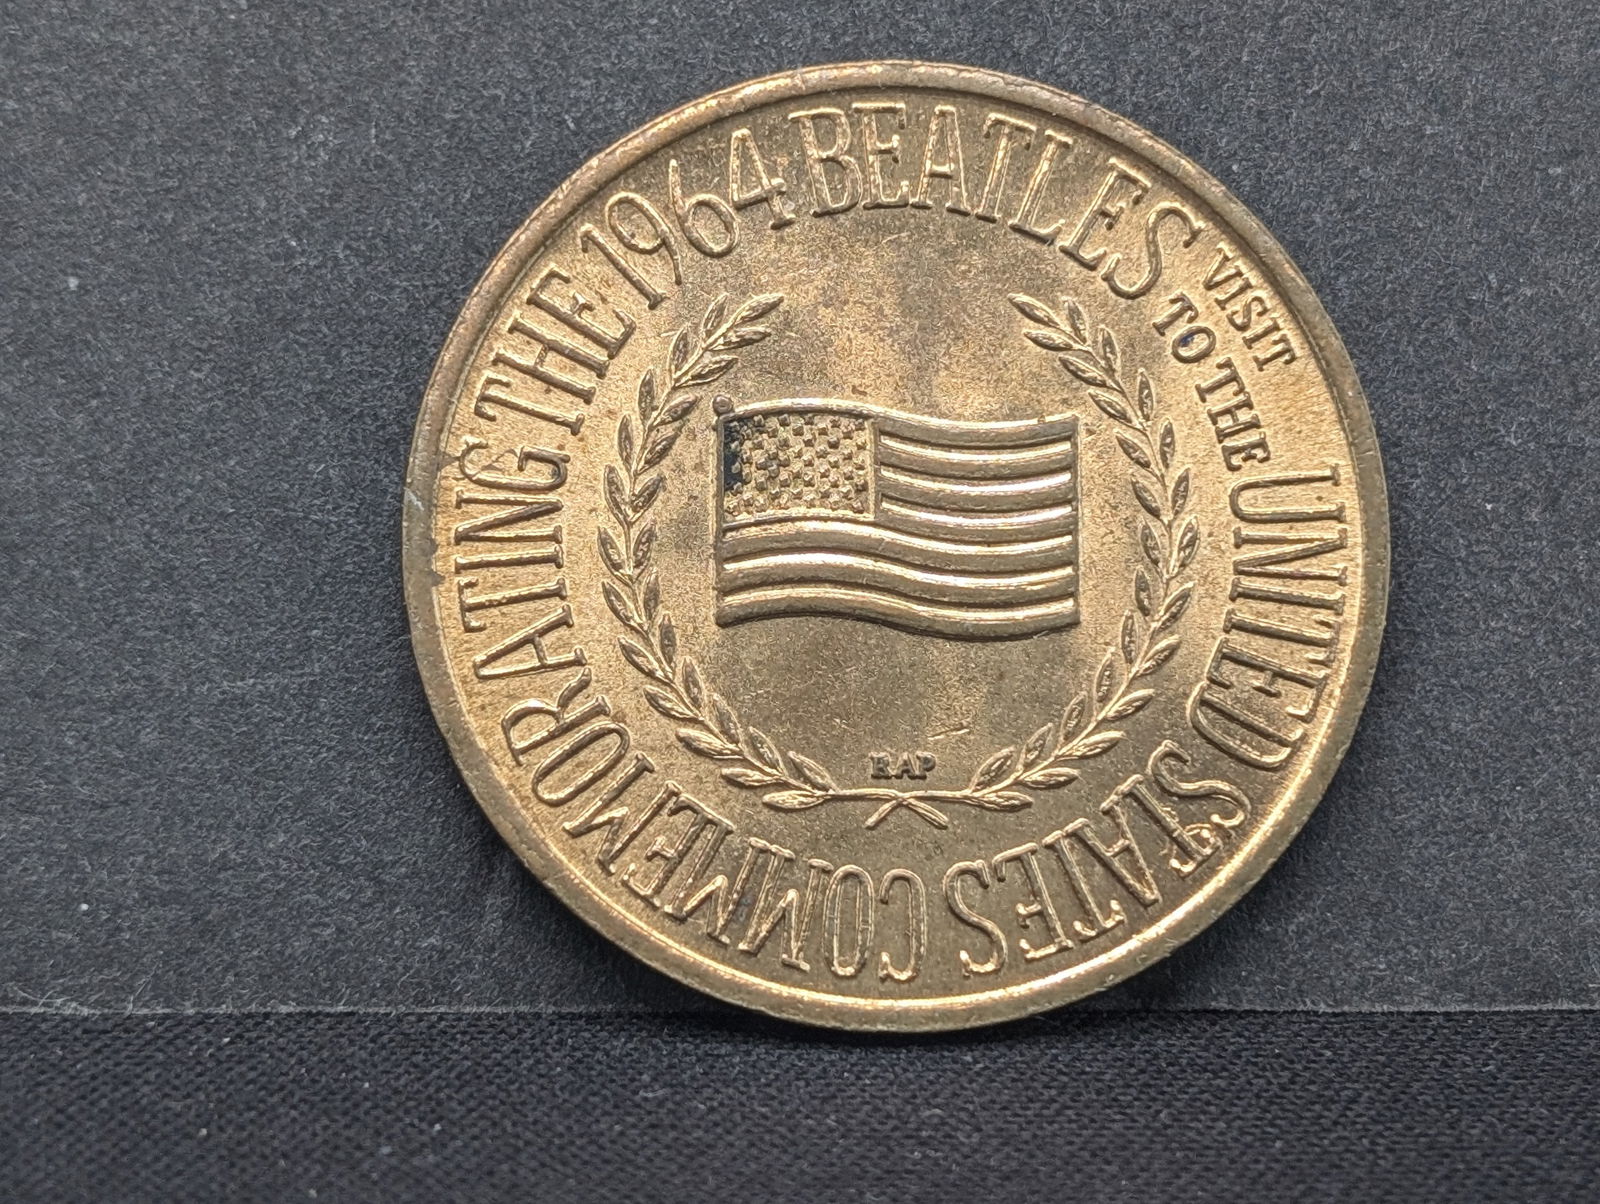 COMMEMORATING THE 1964 BEATLES VISIT TO THE UNITED STATES
RAP